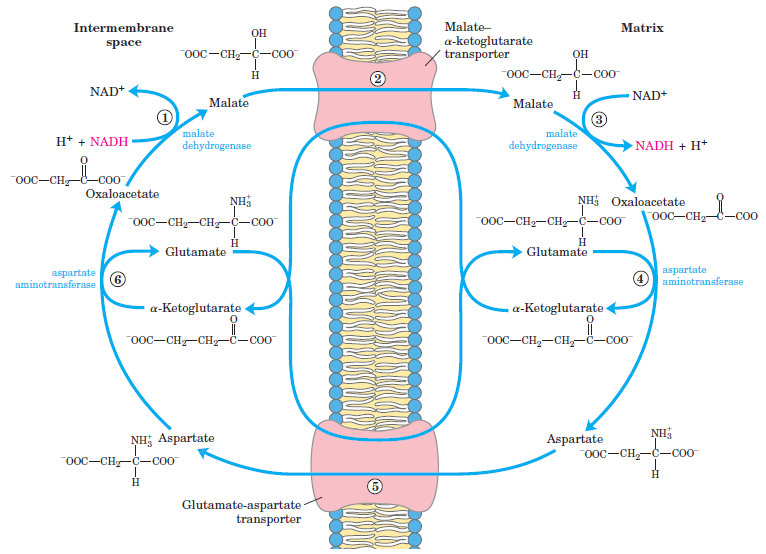 Intermembrane
space
Malate–
α-ketoglutarate
transporter
Matrix
OH
⁻OOC—CH₂—C—COO⁻
H
②
OH
⁻OOC—CH₂—C—COO⁻
H
NAD⁺
Malate
Malate
NAD⁺
①
③
malate
dehydrogenase
malate
dehydrogenase
H⁺ + NADH
NADH + H⁺
O
⁻OOC—CH₂—C—COO⁻
Oxaloacetate
Oxaloacetate
O
⁻OOC—CH₂—C—COO
NH₃⁺
⁻OOC—CH₂—CH₂—C—COO⁻
H
NH₃⁺
⁻OOC—CH₂—CH₂—C—COO⁻
H
Glutamate
Glutamate
aspartate
aminotransferase
⑥
④
aspartate
aminotransferase
α-Ketoglutarate
α-Ketoglutarate
O
⁻OOC—CH₂—CH₂—C—COO⁻
O
⁻OOC—CH₂—CH₂—C—COO⁻
Aspartate
Aspartate
NH₃⁺
⁻OOC—CH₂—C—COO⁻
H
NH₃⁺
⁻OOC—CH₂—C—COO⁻
H
⑤
Glutamate-aspartate
transporter